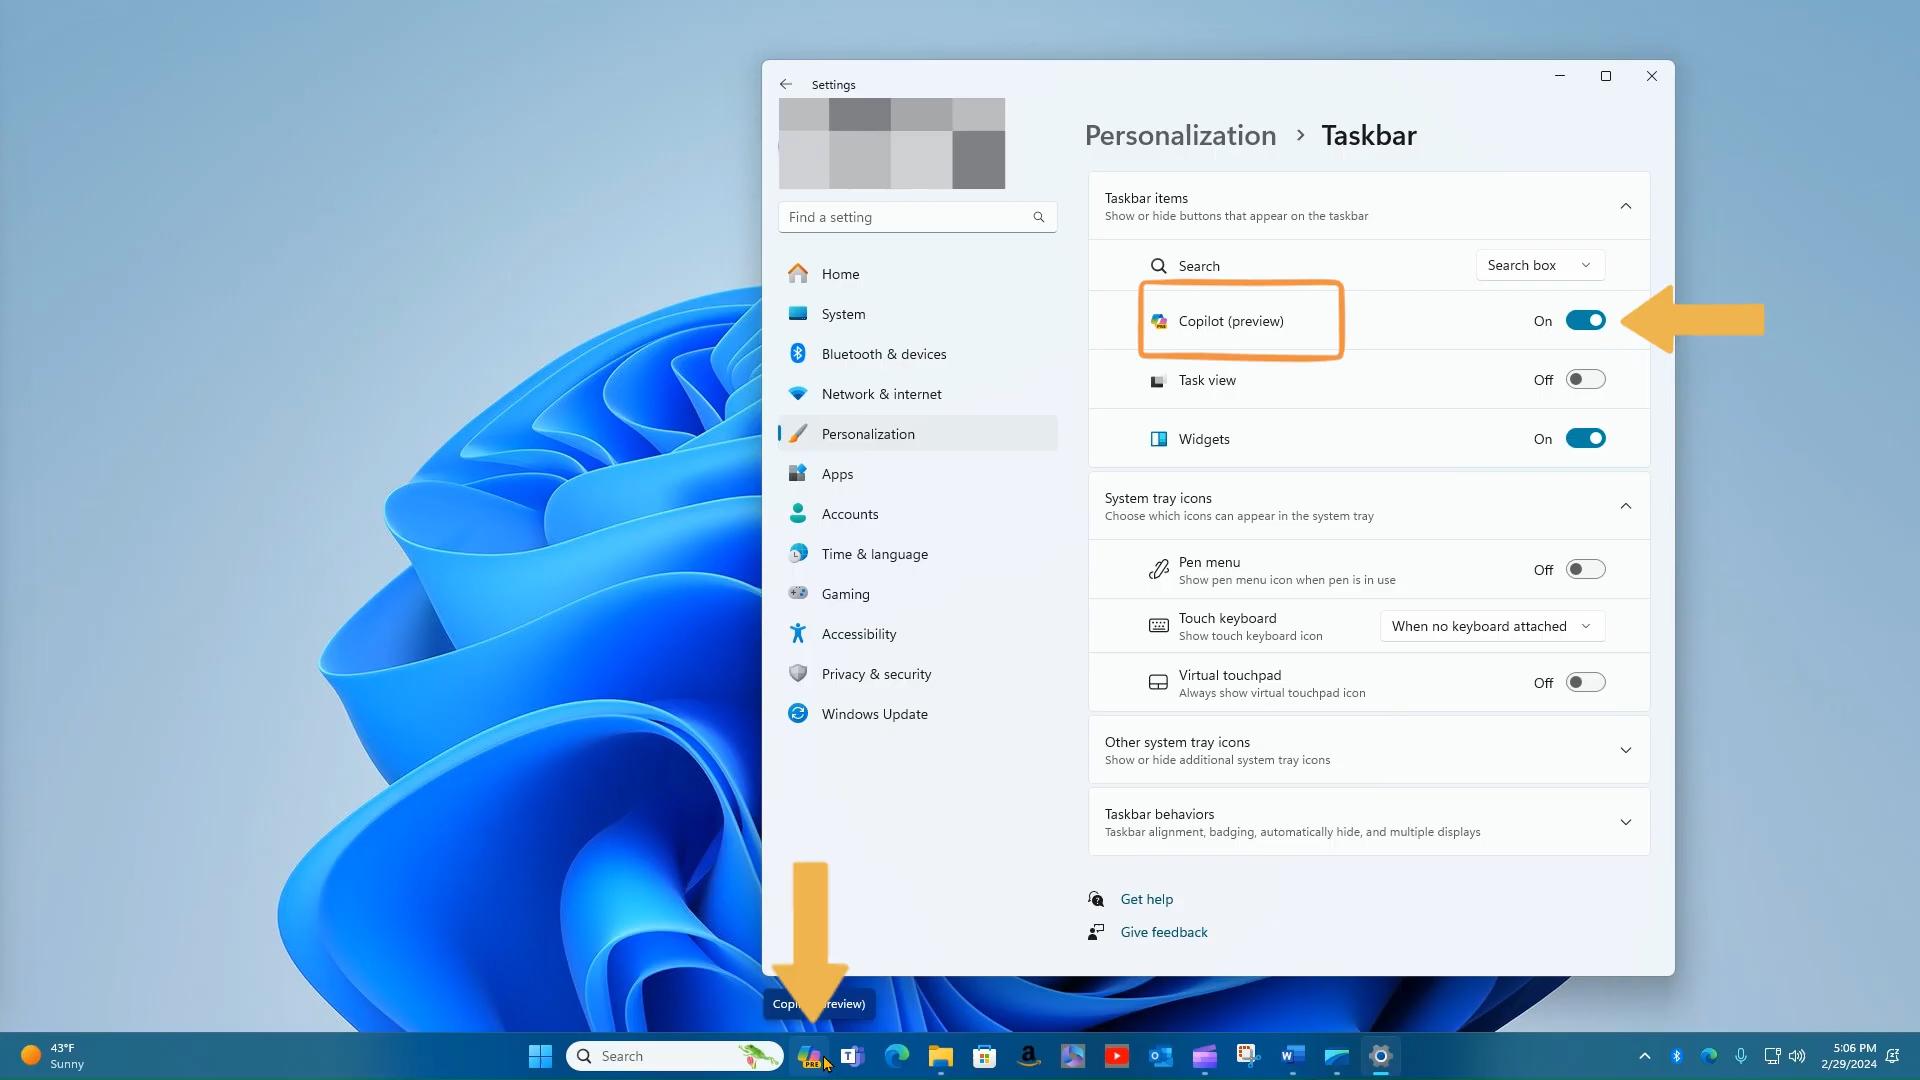 Settings
Personalization > Taskbar
Find a setting
Home
System
Bluetooth & devices
Network & internet
Personalization
Apps
Accounts
Time & language
Gaming
Accessibility
Privacy & security
Windows Update
Taskbar items
Show or hide buttons that appear on the taskbar
Search
Search box
Copilot (preview)
On
Task view
Off
Widgets
On
System tray icons
Choose which icons can appear in the system tray
Pen menu
Show pen menu icon when pen is in use
Off
Touch keyboard
Show touch keyboard icon
When no keyboard attached
Virtual touchpad
Always show virtual touchpad icon
Off
Other system tray icons
Show or hide additional system tray icons
Taskbar behaviors
Taskbar alignment, badging, automatically hide, and multiple displays
Get help
Give feedback
43°F
Sunny
Search
PRE
5:06 PM
2/29/2024